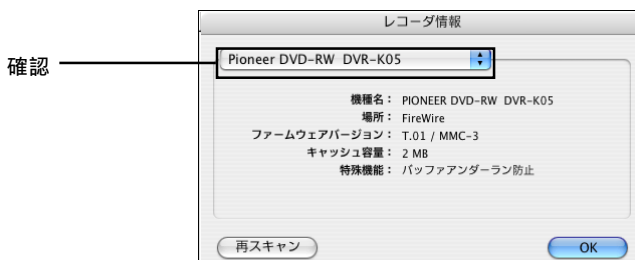 レコーダ情報
確認
Pioneer DVD-RW DVR-K05
機種名： PIONEER DVD-RW DVR-K05
場所： FireWire
ファームウェアバージョン： T.01 / MMC-3
キャッシュ容量： 2 MB
特殊機能： バッファアンダーラン防止
再スキャン OK